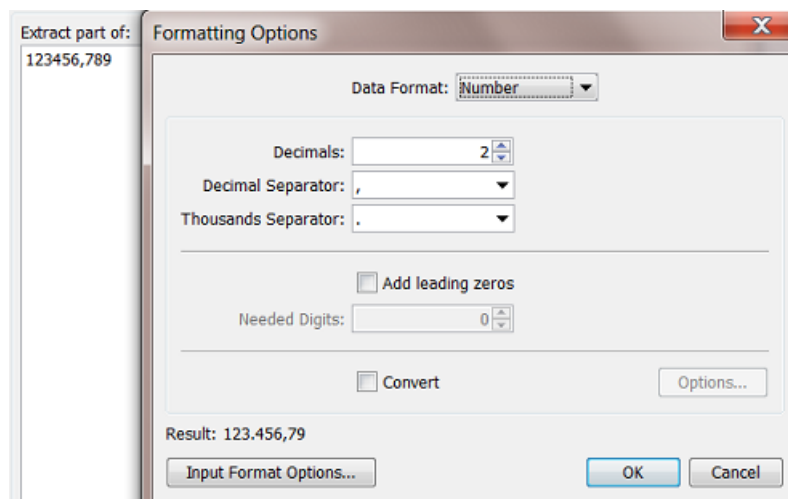 Extract part of:
123456,789
Formatting Options
Data Format: Number
Decimals: 2
Decimal Separator: ,
Thousands Separator: .
Add leading zeros
Needed Digits: 0
Convert Options...
Result: 123.456,79
Input Format Options... OK Cancel